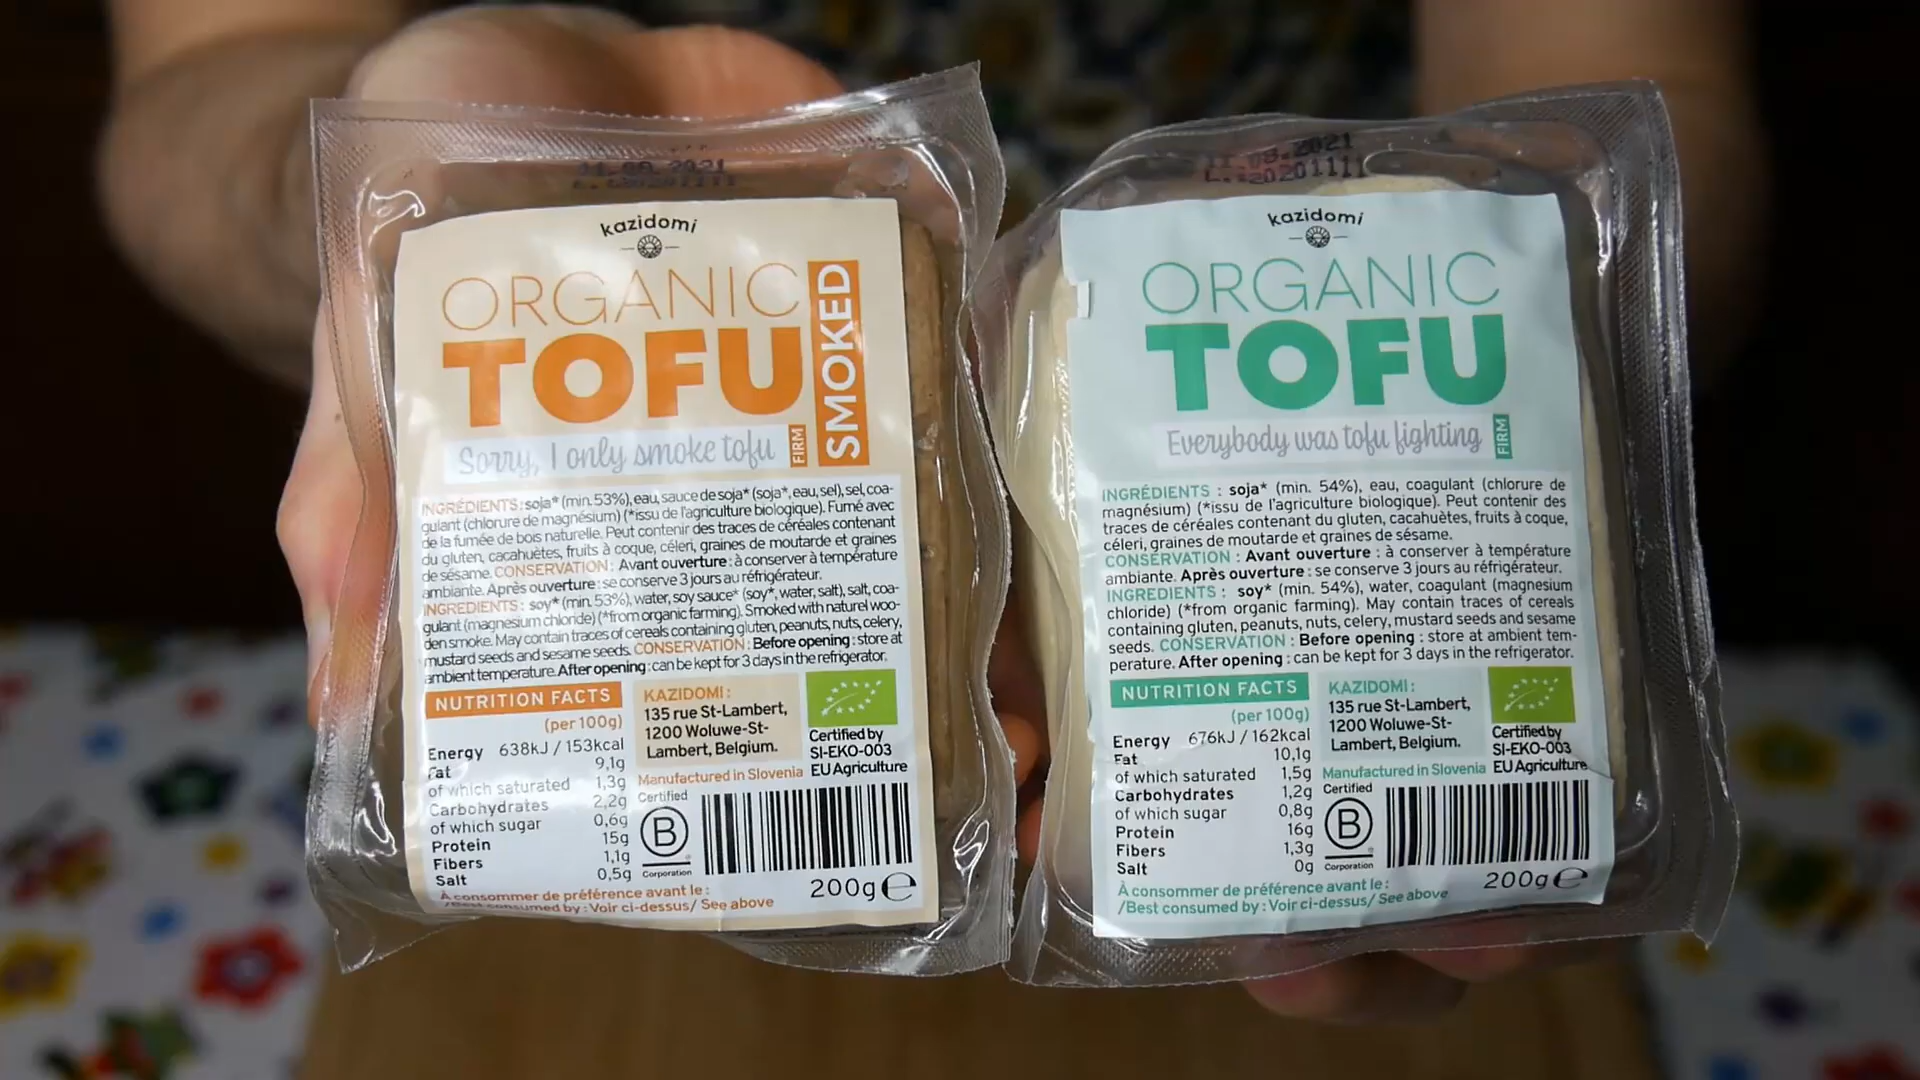 11.08.2021
kazidomi
ORGANIC
TOFU
SMOKED
Sorry, I only smoke tofu
FIRM
INGRÉDIENTS : soja* (min. 53%), eau, sauce de soja* (soja*, eau, sel), sel, coa-
gulant (chlorure de magnésium) (*issu de l'agriculture biologique). Fumé avec
de la fumée de bois naturelle. Peut contenir des traces de céréales contenant
du gluten, cacahuètes, fruits à coque, céleri, graines de moutarde et graines
de sésame. CONSERVATION : Avant ouverture : à conserver à température
ambiante. Après ouverture : se conserve 3 jours au réfrigérateur.
INGREDIENTS : soy* (min. 53%), water, soy sauce* (soy*, water, salt), salt, coa-
gulant (magnesium chloride) (*from organic farming). Smoked with naturel woo-
den smoke. May contain traces of cereals containing gluten, peanuts, nuts, celery,
mustard seeds and sesame seeds. CONSERVATION : Before opening : store at
ambient temperature. After opening : can be kept for 3 days in the refrigerator.
NUTRITION FACTS
(per 100g)
Energy 638kJ / 153kcal
Fat 9,1g
of which saturated 1,3g
Carbohydrates 2,2g
of which sugar 0,6g
Protein 15g
Fibers 1,1g
Salt 0,5g
KAZIDOMI :
135 rue St-Lambert,
1200 Woluwe-St-
Lambert, Belgium.
Manufactured in Slovenia
Certified by
SI-EKO-003
EU Agriculture
Certified
B
Corporation
200g e
À consommer de préférence avant le :
/Best consumed by : Voir ci-dessus/ See above
11.08.2021
kazidomi
ORGANIC
TOFU
Everybody was tofu fighting
FIRM
INGRÉDIENTS : soja* (min. 54%), eau, coagulant (chlorure de
magnésium) (*issu de l'agriculture biologique). Peut contenir des
traces de céréales contenant du gluten, cacahuètes, fruits à coque,
céleri, graines de moutarde et graines de sésame.
CONSERVATION : Avant ouverture : à conserver à température
ambiante. Après ouverture : se conserve 3 jours au réfrigérateur.
INGREDIENTS : soy* (min. 54%), water, coagulant (magnesium
chloride) (*from organic farming). May contain traces of cereals
containing gluten, peanuts, nuts, celery, mustard seeds and sesame
seeds. CONSERVATION : Before opening : store at ambient tem-
perature. After opening : can be kept for 3 days in the refrigerator.
NUTRITION FACTS
(per 100g)
Energy 676kJ / 162kcal
Fat 10,1g
of which saturated 1,5g
Carbohydrates 1,2g
of which sugar 0,8g
Protein 16g
Fibers 1,3g
Salt 0g
KAZIDOMI :
135 rue St-Lambert,
1200 Woluwe-St-
Lambert, Belgium.
Manufactured in Slovenia
Certified by
SI-EKO-003
EU Agriculture
Certified
B
Corporation
200g e
À consommer de préférence avant le :
/Best consumed by : Voir ci-dessus/ See above